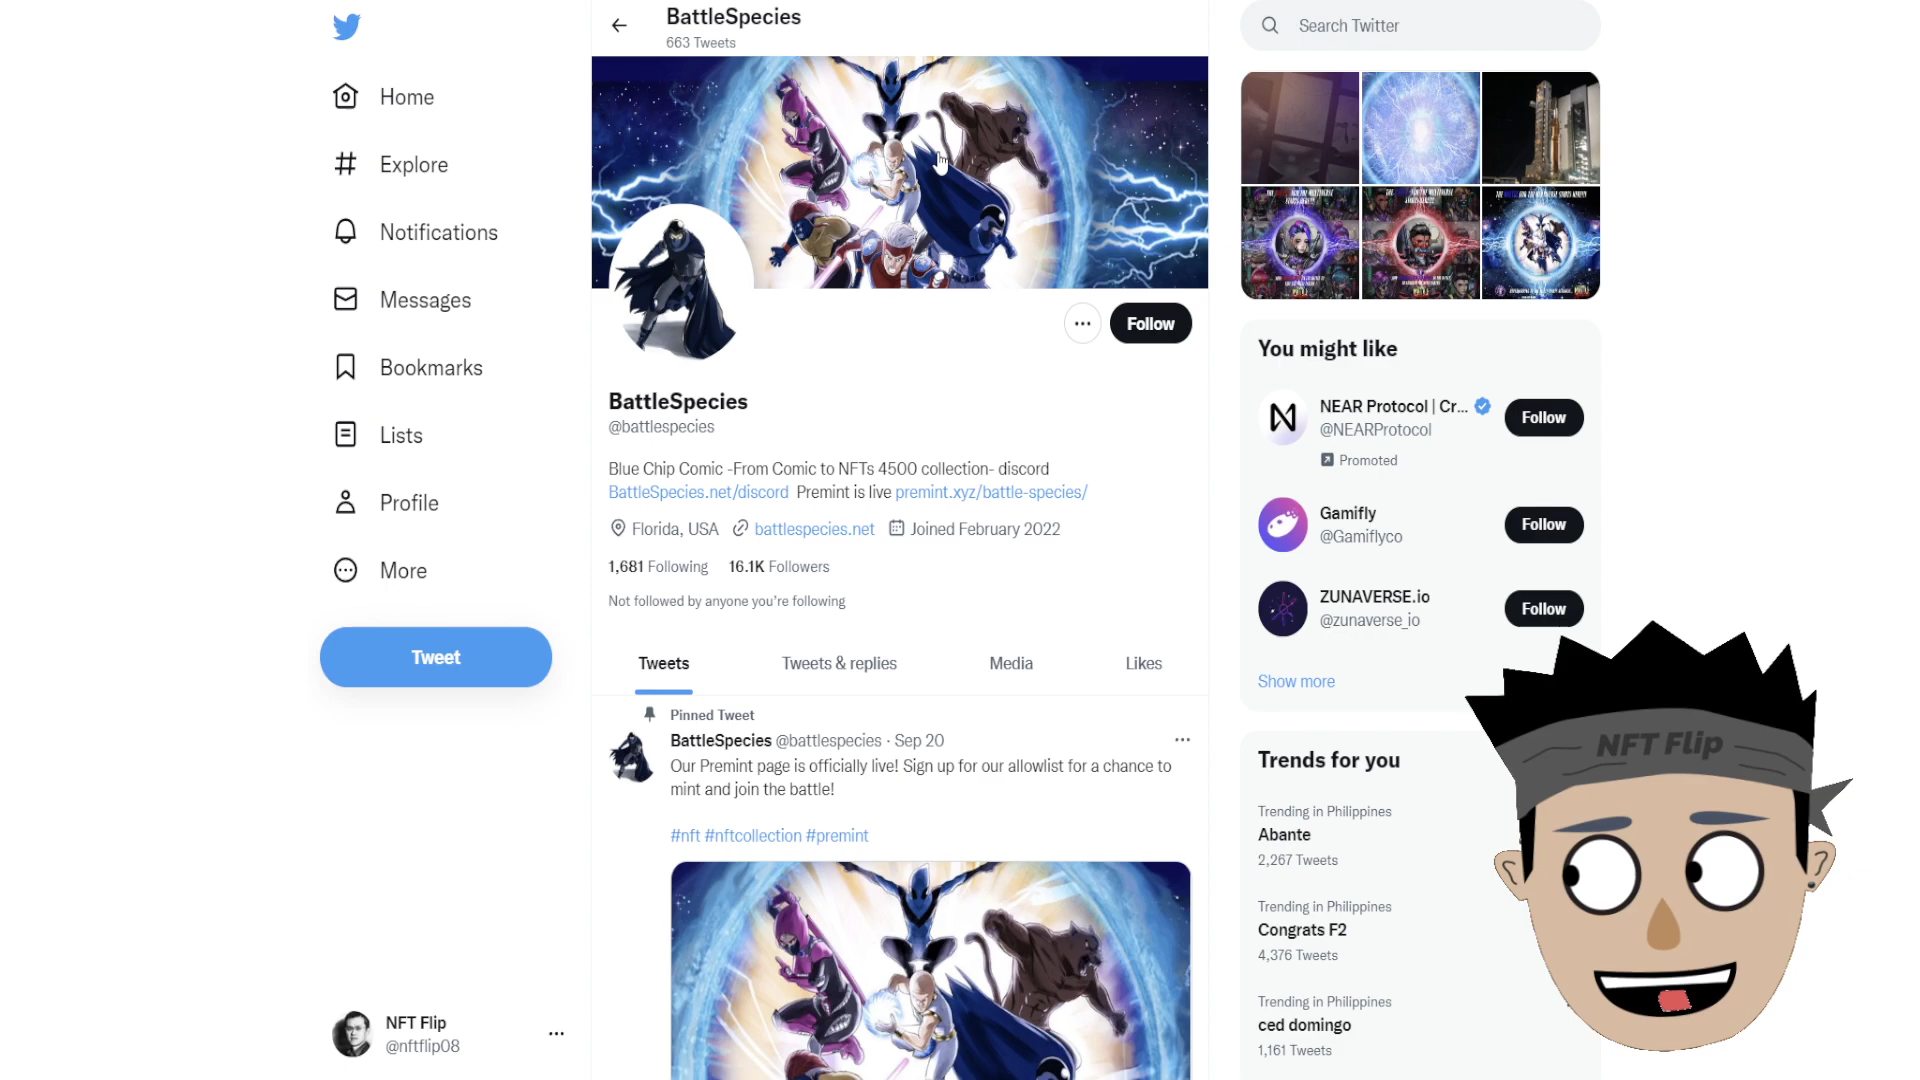 BattleSpecies
663 Tweets
Search Twitter
Home
Explore
Notifications
Messages
Bookmarks
Lists
Profile
More
Tweet
NFT Flip
@nftflip08
Follow
BattleSpecies
@battlespecies
Blue Chip Comic -From Comic to NFTs 4500 collection- discord
BattleSpecies.net/discord Premint is live premint.xyz/battle-species/
Florida, USA battlespecies.net Joined February 2022
1,681 Following 16.1K Followers
Not followed by anyone you're following
Tweets Tweets & replies Media Likes
Pinned Tweet
BattleSpecies @battlespecies · Sep 20
Our Premint page is officially live! Sign up for our allowlist for a chance to
mint and join the battle!
#nft #nftcollection #premint
You might like
NEAR Protocol | Cr...
@NEARProtocol
Promoted
Follow
Gamifly
@Gamiflyco
Follow
ZUNAVERSE.io
@zunaverse_io
Follow
Show more
Trends for you
Trending in Philippines
Abante
2,267 Tweets
Trending in Philippines
Congrats F2
4,376 Tweets
Trending in Philippines
ced domingo
1,161 Tweets
NFT Flip